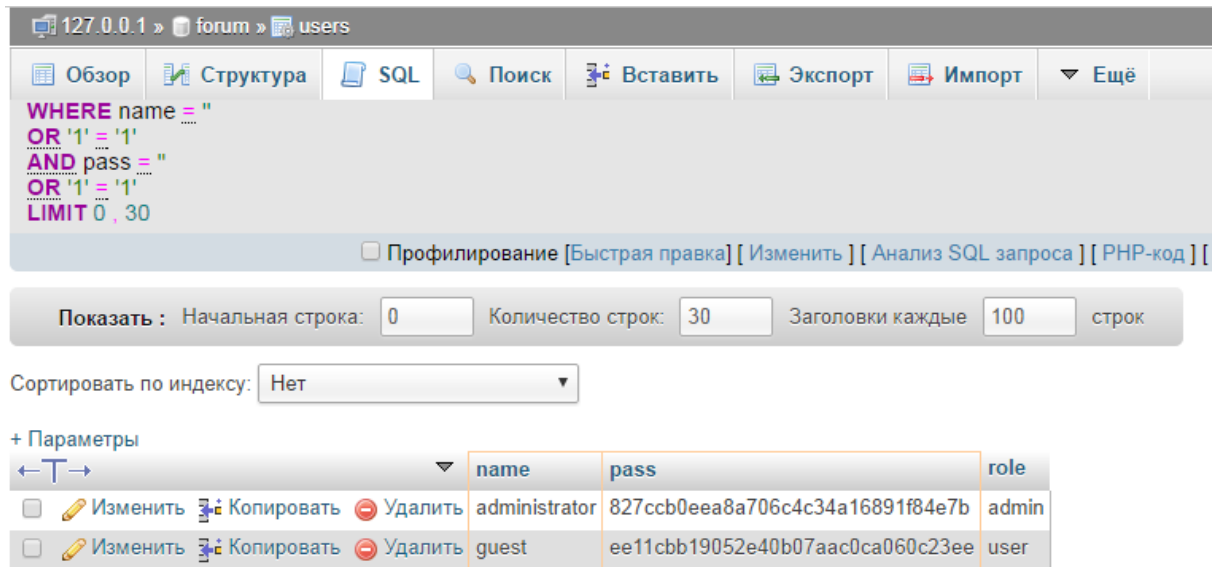 127.0.0.1 » forum » users
Обзор Структура SQL Поиск Вставить Экспорт Импорт Ещё
WHERE name = ''
OR '1' = '1'
AND pass = ''
OR '1' = '1'
LIMIT 0 , 30
Профилирование [Быстрая правка] [ Изменить ] [ Анализ SQL запроса ] [ PHP-код ] [
Показать : Начальная строка: 0 Количество строк: 30 Заголовки каждые 100 строк
Сортировать по индексу: Нет
+ Параметры
←T→ name pass role
Изменить Копировать Удалить administrator 827ccb0eea8a706c4c34a16891f84e7b admin
Изменить Копировать Удалить guest ee11cbb19052e40b07aac0ca060c23ee user